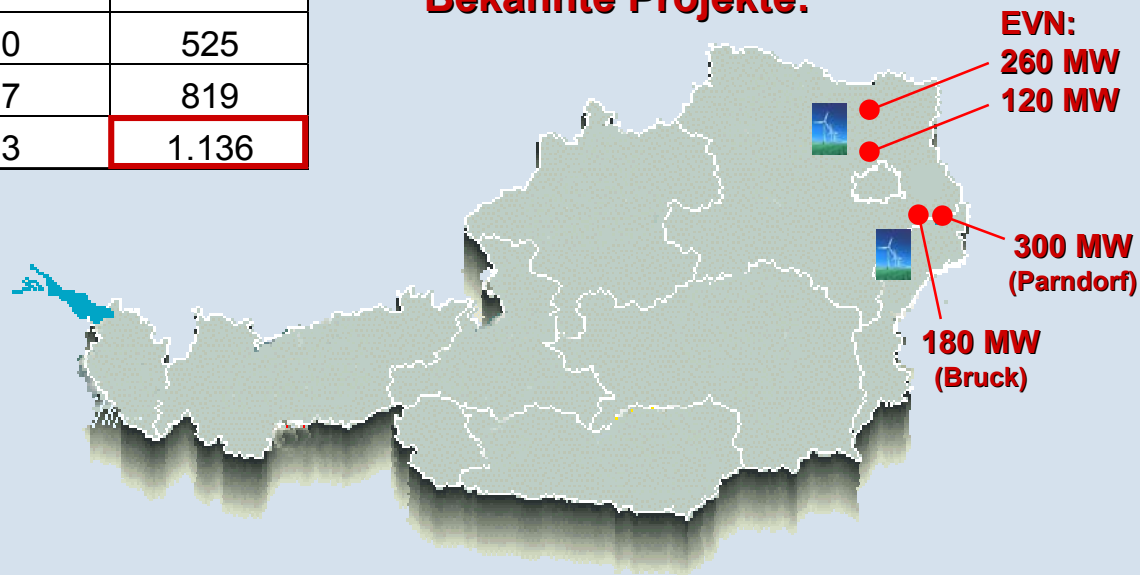 Bekannte Projekte:
0 525
7 819
3 1.136
EVN:
260 MW
120 MW
300 MW
(Parndorf)
180 MW
(Bruck)